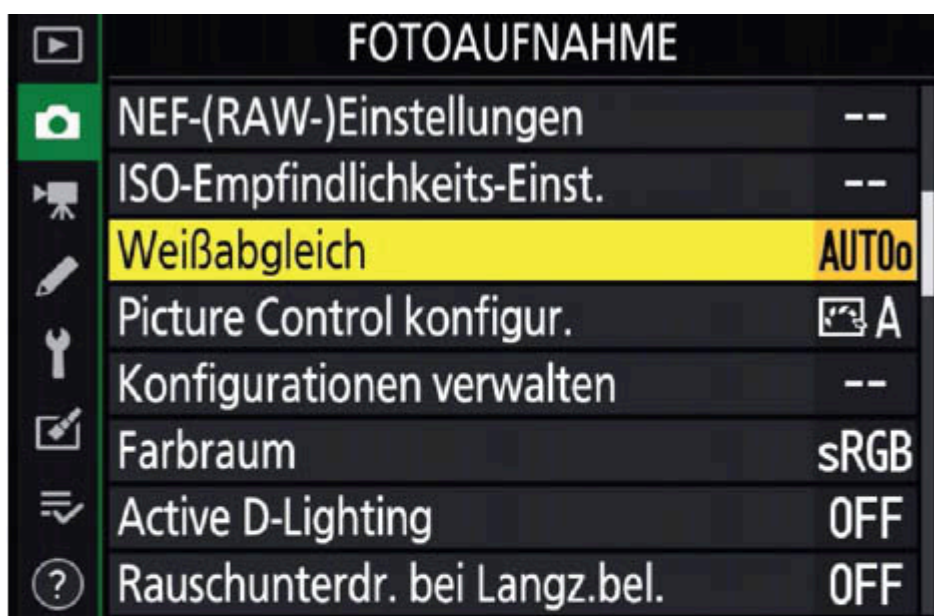 FOTOAUFNAHME
NEF-(RAW-)Einstellungen --
ISO-Empfindlichkeits-Einst. --
Weißabgleich AUTO0
Picture Control konfigur. A
Konfigurationen verwalten --
Farbraum sRGB
Active D-Lighting OFF
Rauschunterdr. bei Langz.bel. OFF
?